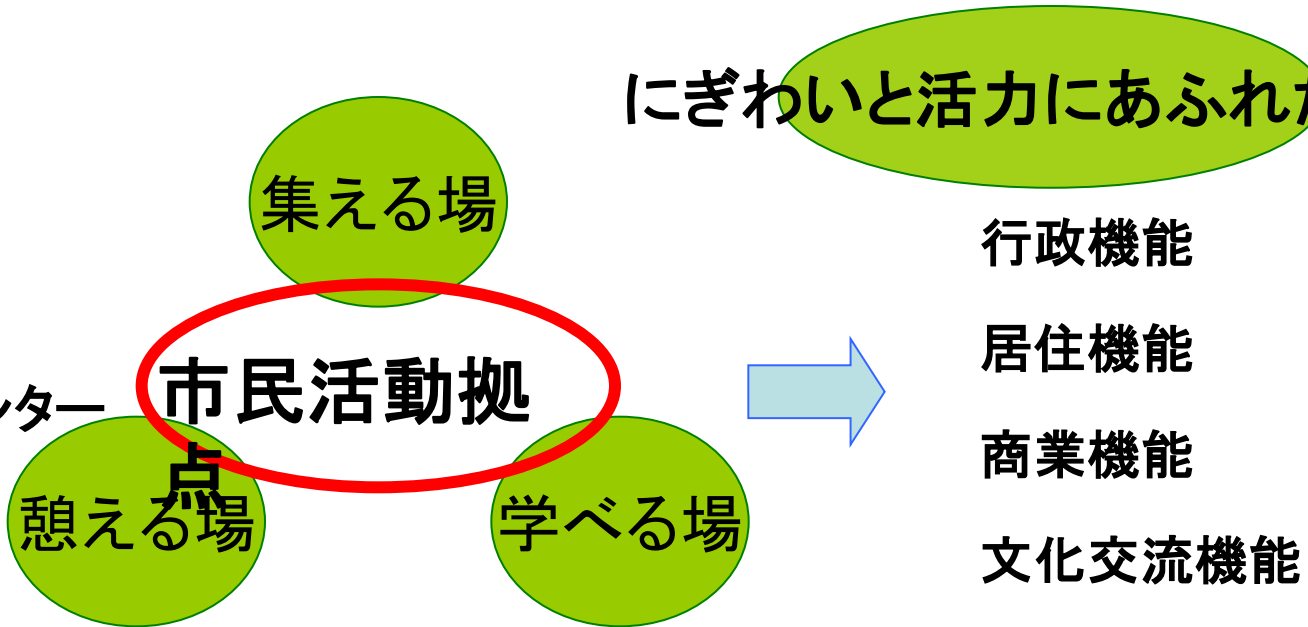 にぎわいと活力にあふれ
集える場
市民活動拠
点
ンター
憩える場
学べる場
行政機能
居住機能
商業機能
文化交流機能